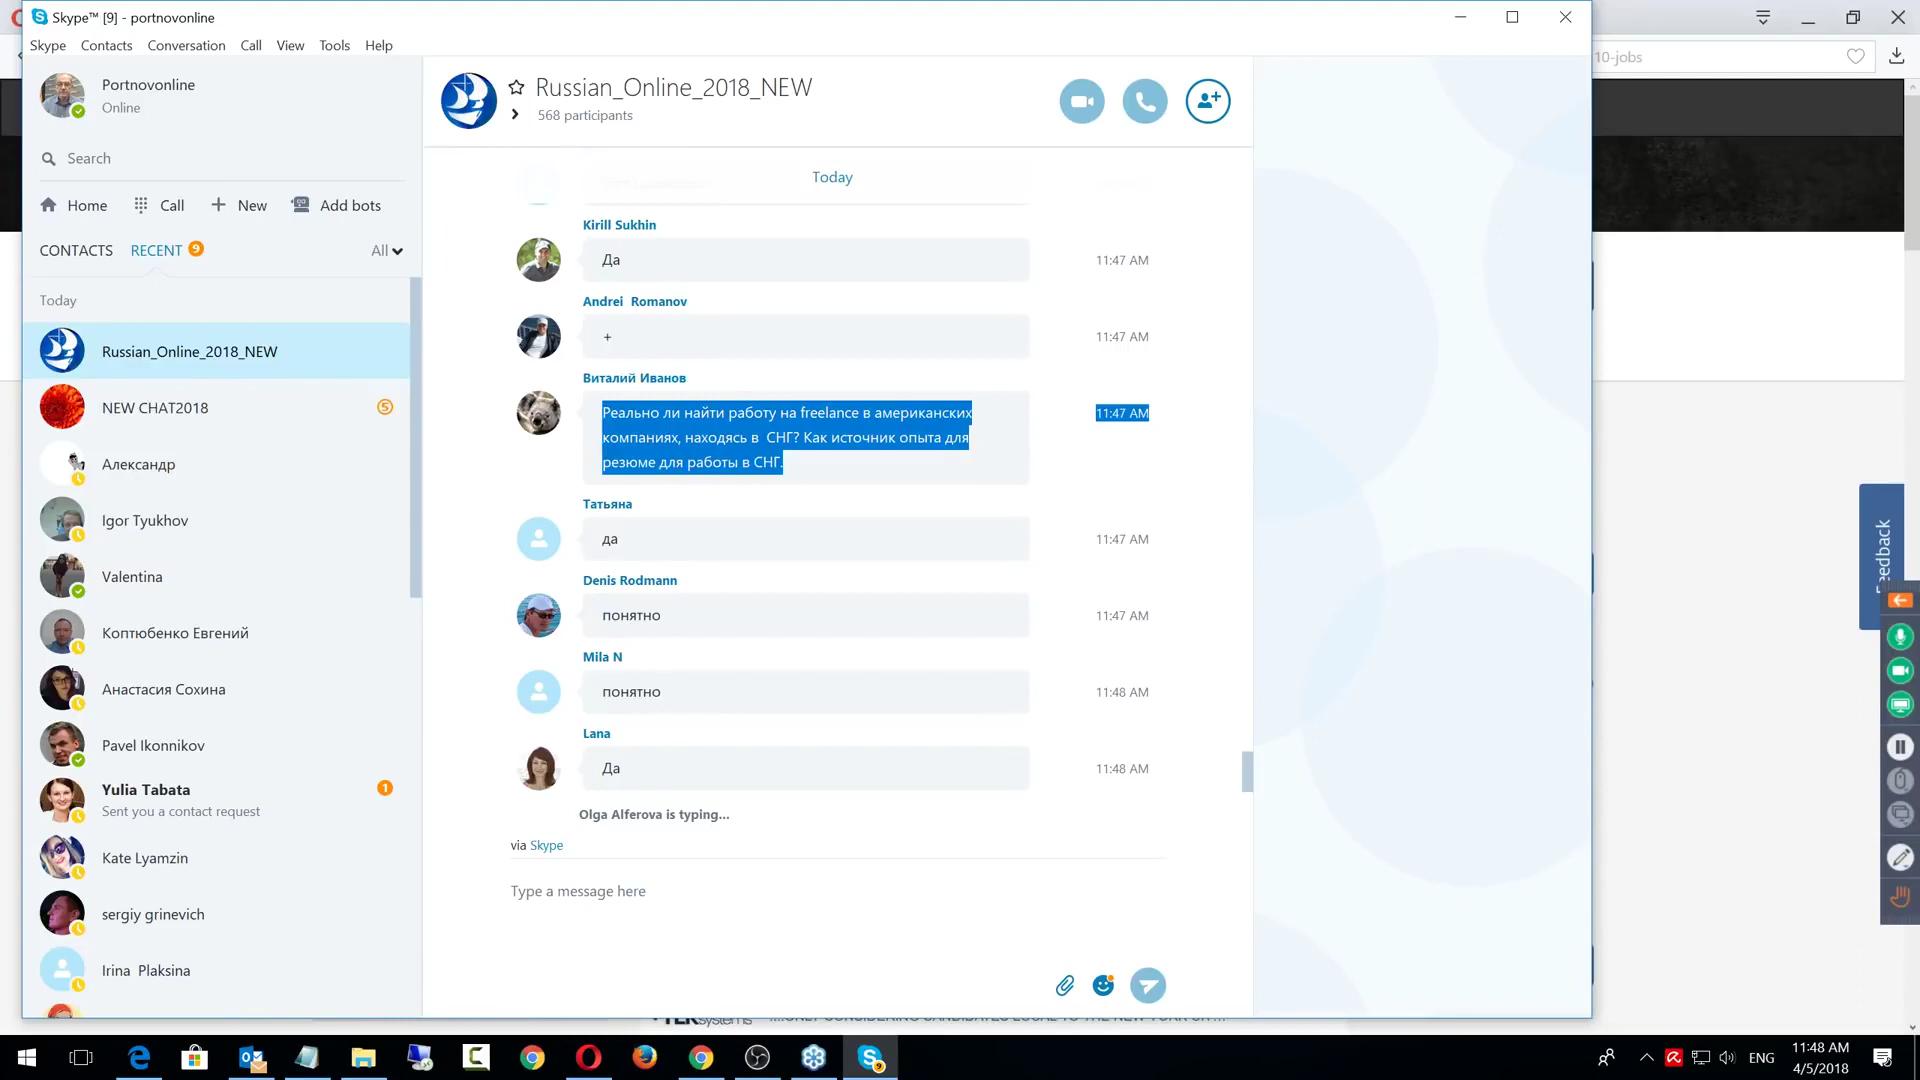 Skype™ [9] - portnovonline
Skype Contacts Conversation Call View Tools Help
10-jobs
Portnovonline
Online
Search
Home Call New Add bots
CONTACTS RECENT 9 All
Today
Russian_Online_2018_NEW
NEW CHAT2018 5
Александр
Igor Tyukhov
Valentina
Коптюбенко Евгений
Анастасия Сохина
Pavel Ikonnikov
Yulia Tabata 1
Sent you a contact request
Kate Lyamzin
sergiy grinevich
Irina Plaksina
Russian_Online_2018_NEW
568 participants
Today
Kirill Sukhin
Да 11:47 AM
Andrei Romanov
+ 11:47 AM
Виталий Иванов
Реально ли найти работу на freelance в американских 11:47 AM
компаниях, находясь в СНГ? Как источник опыта для
резюме для работы в СНГ.
Татьяна
да 11:47 AM
Denis Rodmann
понятно 11:47 AM
Mila N
понятно 11:48 AM
Lana
Да 11:48 AM
Olga Alferova is typing...
via Skype
Type a message here
Feedback
ENG
11:48 AM
4/5/2018
9